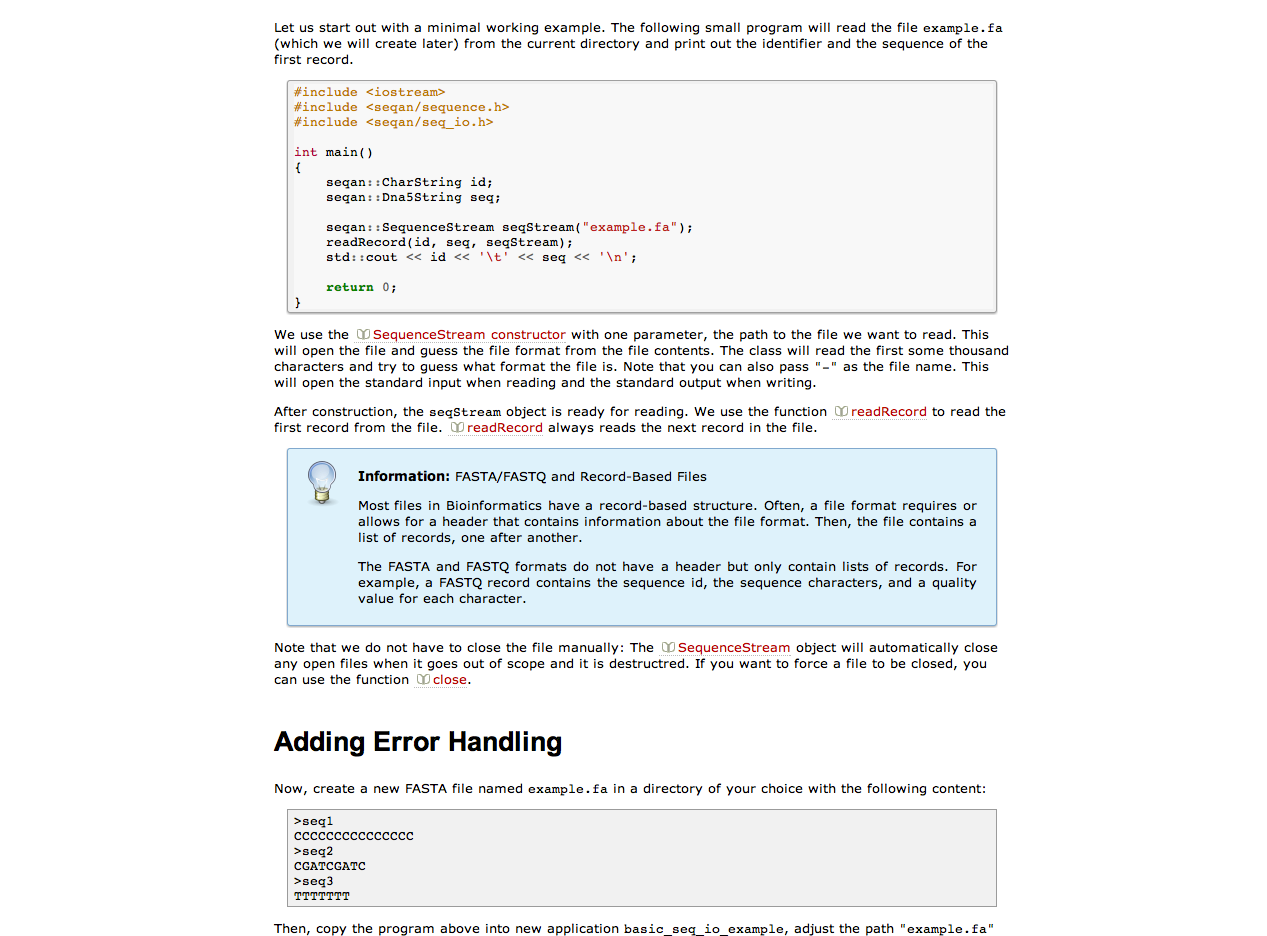 Let us start out with a minimal working example. The following small program will read the file example.fa
(which we will create later) from the current directory and print out the identifier and the sequence of the
first record.
#include <iostream>
#include <seqan/sequence.h>
#include <seqan/seq_io.h>
int main()
{
    seqan::CharString id;
    seqan::Dna5String seq;
    seqan::SequenceStream seqStream("example.fa");
    readRecord(id, seq, seqStream);
    std::cout << id << '\t' << seq << '\n';
    return 0;
}
We use the SequenceStream constructor with one parameter, the path to the file we want to read. This
will open the file and guess the file format from the file contents. The class will read the first some thousand
characters and try to guess what format the file is. Note that you can also pass "-" as the file name. This
will open the standard input when reading and the standard output when writing.
After construction, the seqStream object is ready for reading. We use the function readRecord to read the
first record from the file. readRecord always reads the next record in the file.
Information: FASTA/FASTQ and Record-Based Files
Most files in Bioinformatics have a record-based structure. Often, a file format requires or
allows for a header that contains information about the file format. Then, the file contains a
list of records, one after another.
The FASTA and FASTQ formats do not have a header but only contain lists of records. For
example, a FASTQ record contains the sequence id, the sequence characters, and a quality
value for each character.
Note that we do not have to close the file manually: The SequenceStream object will automatically close
any open files when it goes out of scope and it is destructred. If you want to force a file to be closed, you
can use the function close.
Adding Error Handling
Now, create a new FASTA file named example.fa in a directory of your choice with the following content:
>seq1
CCCCCCCCCCCCCCC
>seq2
CGATCGATC
>seq3
TTTTTTT
Then, copy the program above into new application basic_seq_io_example, adjust the path "example.fa"